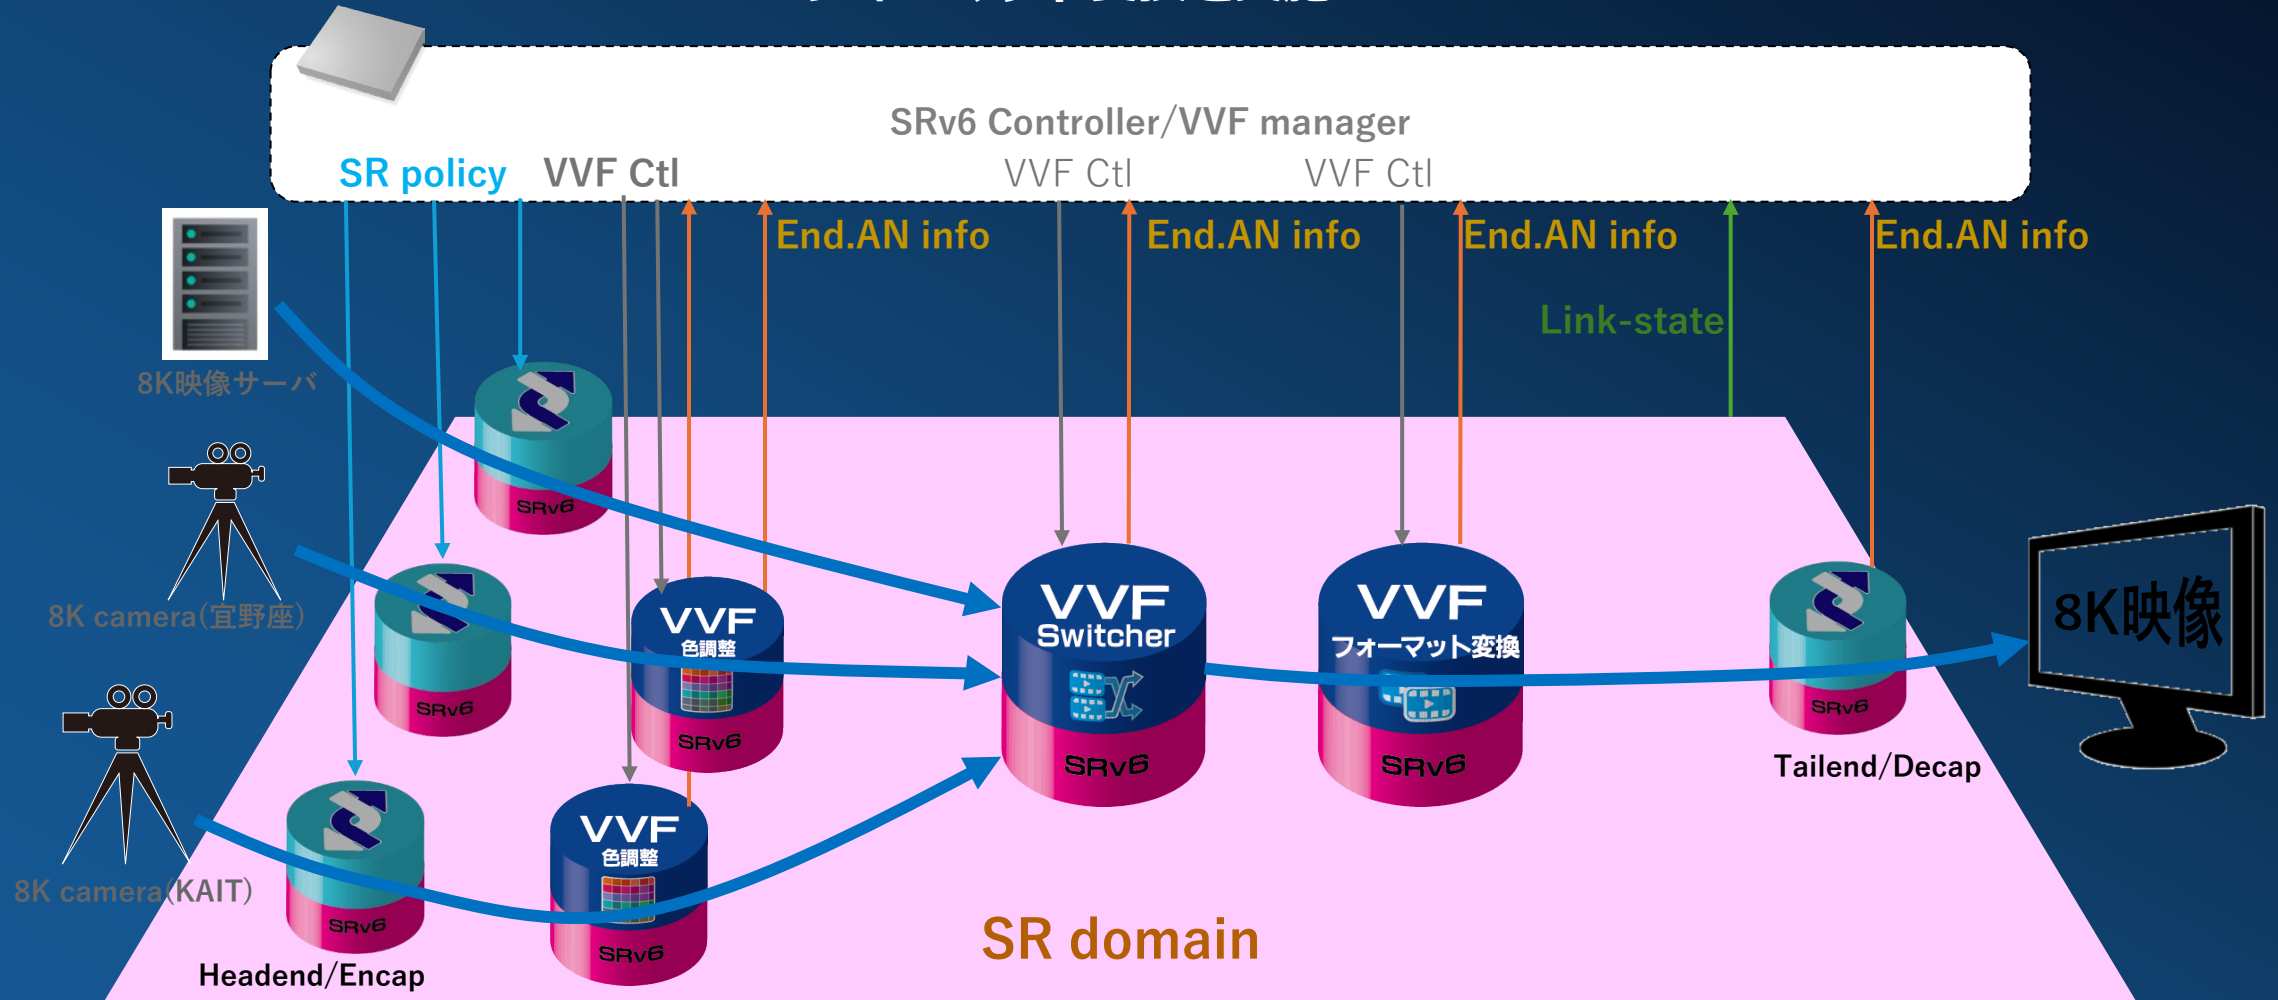 SRv6 Controller/VVF manager
SR policy
VVF Ctl
VVF Ctl
VVF Ctl
End.AN info
End.AN info
End.AN info
End.AN info
Link-state
8K映像サーバ
SRv6
8K camera(宜野座)
SRv6
VVF
色調整
SRv6
VVF
Switcher
SRv6
VVF
フォーマット変換
SRv6
SRv6
Tailend/Decap
8K映像
8K camera(KAIT)
SRv6
Headend/Encap
VVF
色調整
SRv6
SR domain